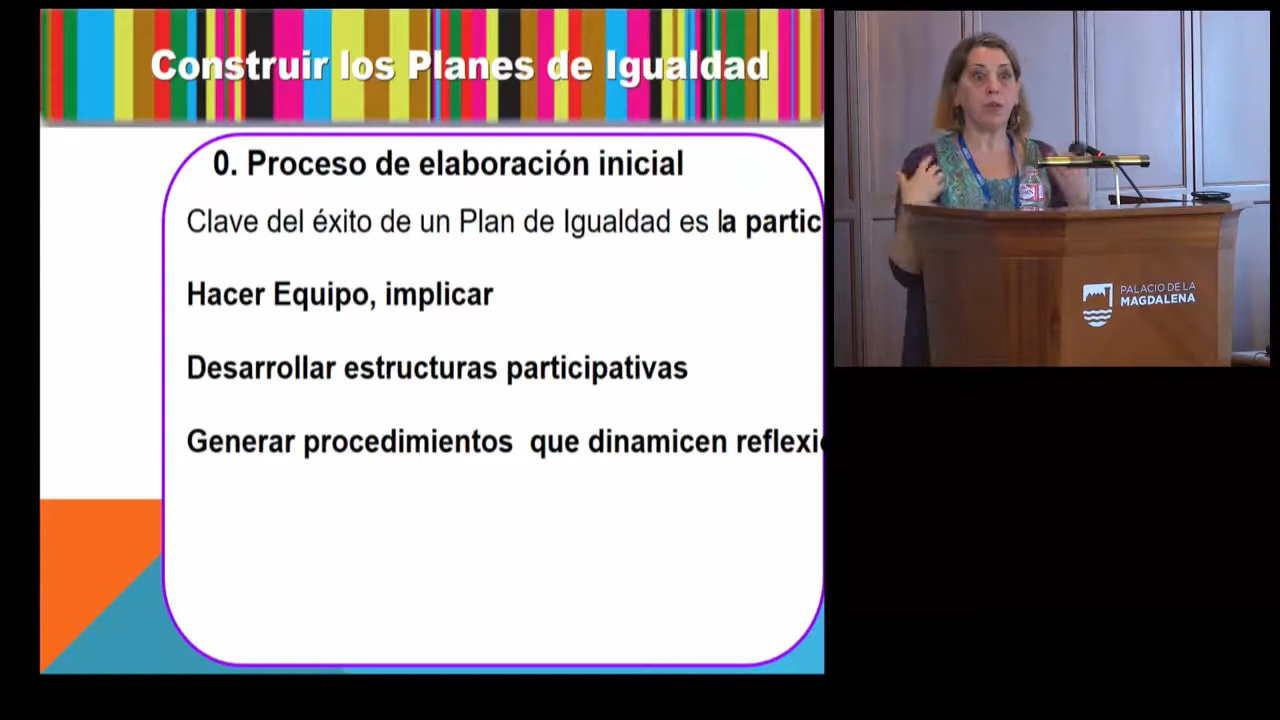 Construir los Planes de Igualdad
0. Proceso de elaboración inicial
Clave del éxito de un Plan de Igualdad es la partic
Hacer Equipo, implicar
Desarrollar estructuras participativas
Generar procedimientos que dinamicen reflexi
PALACIO DE LA
MAGDALENA